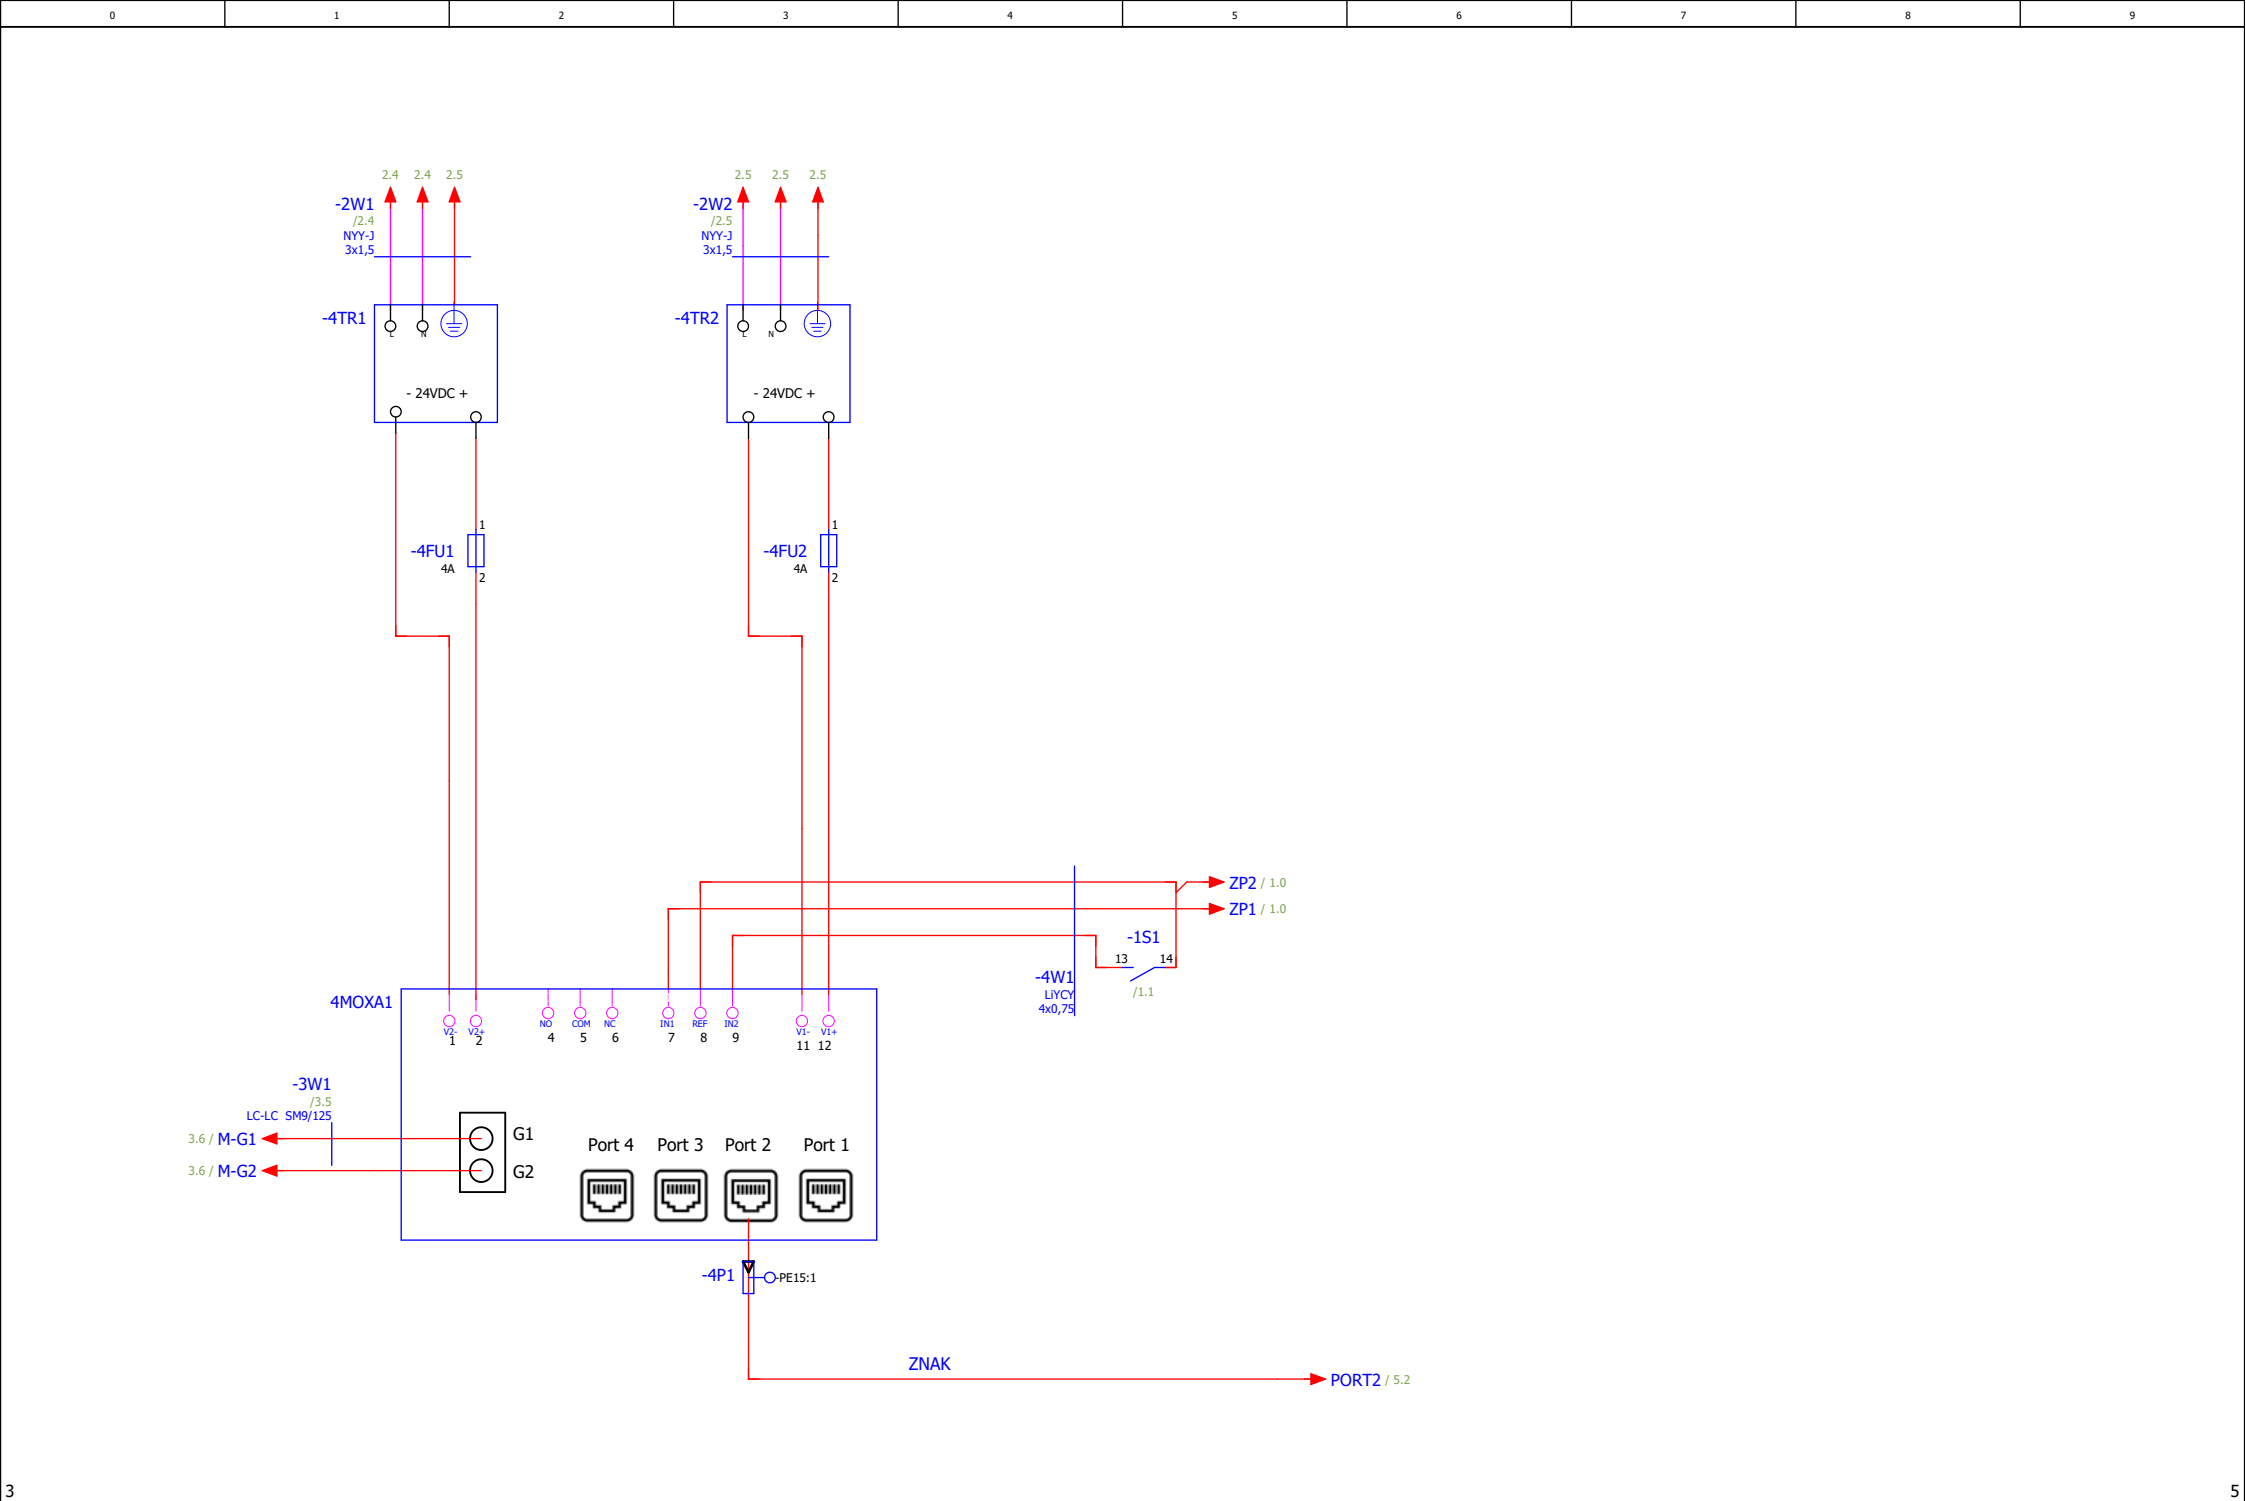 0 1 2 3 4 5 6 7 8 9
2.4 2.4 2.5
2.5 2.5 2.5
-2W1
/2.4
NYY-J
3x1,5
-2W2
/2.5
NYY-J
3x1,5
-4TR1
L N
- 24VDC +
-4TR2
L N
- 24VDC +
1
-4FU1
4A
2
1
-4FU2
4A
2
ZP2 / 1.0
ZP1 / 1.0
-1S1
13 14
/1.1
-4W1
LiYCY
4x0,75
4MOXA1
V2- V2+ NO COM NC IN1 REF IN2 V1- V1+
1 2 4 5 6 7 8 9 11 12
-3W1
/3.5
LC-LC SM9/125
3.6 / M-G1
3.6 / M-G2
G1
G2
Port 4 Port 3 Port 2 Port 1
-4P1
-PE15:1
ZNAK
PORT2 / 5.2
3
5